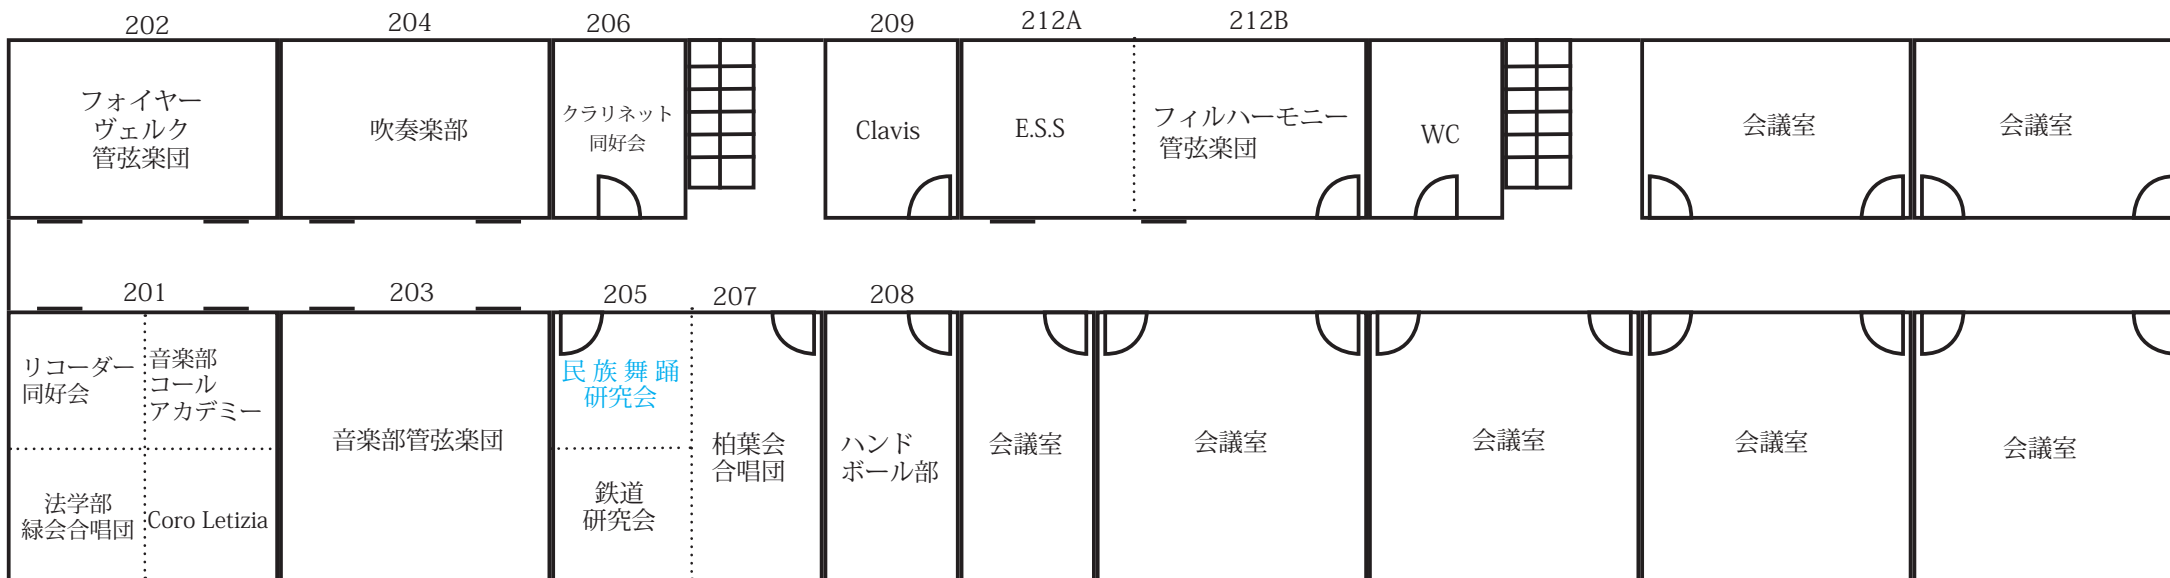 202
204
206
209
212A
212B
フォイヤー
ヴェルク
管弦楽団
吹奏楽部
クラリネット
同好会
Clavis
E.S.S
フィルハーモニー
管弦楽団
WC
会議室
会議室
201
203
205
207
208
リコーダー
同好会
音楽部
コール
アカデミー
法学部
緑会合唱団
Coro Letizia
音楽部管弦楽団
民族舞踊
研究会
鉄道
研究会
柏葉会
合唱団
ハンド
ボール部
会議室
会議室
会議室
会議室
会議室